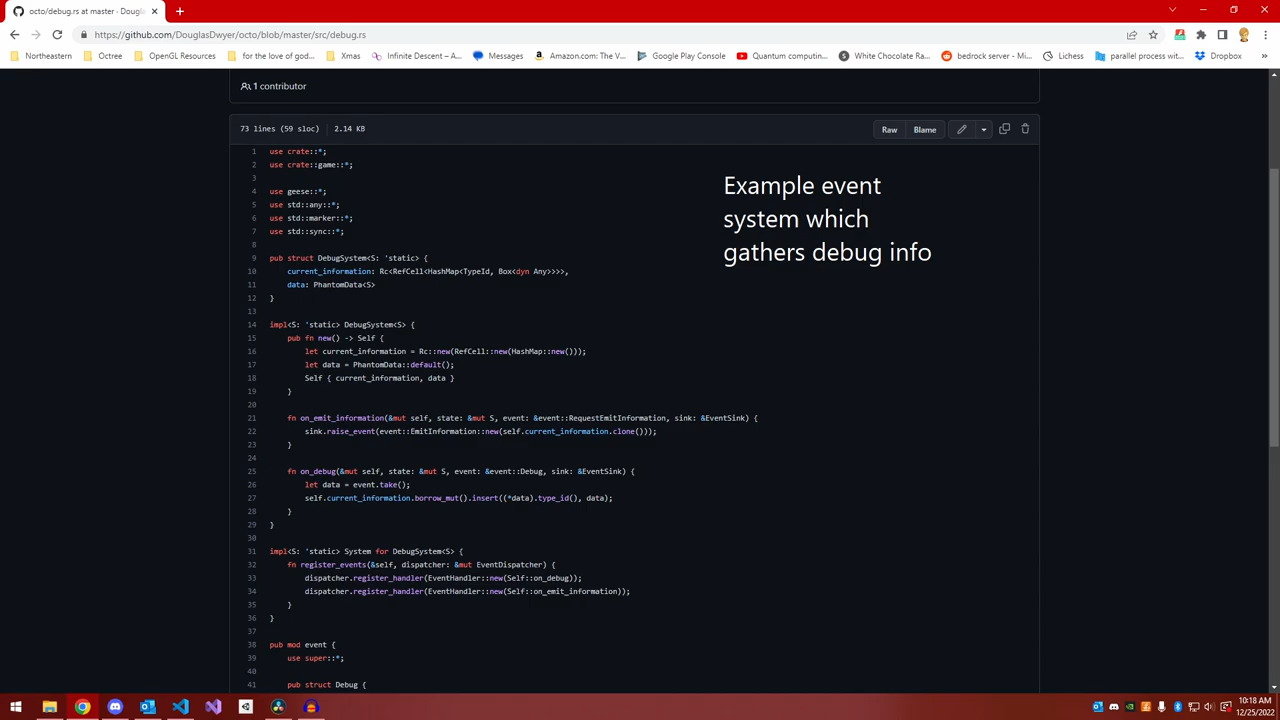 octo/debug.rs at master · Dougla
https://github.com/DouglasDwyer/octo/blob/master/src/debug.rs
Northeastern
Octree
OpenGL Resources
for the love of god...
Xmas
Infinite Descent – A...
Messages
Amazon.com: The V...
Google Play Console
Quantum computin...
White Chocolate Ra...
bedrock server - Mi...
Lichess
parallel process wit...
Dropbox
1 contributor
73 lines (59 sloc) 2.14 KB
Raw
Blame
1 use crate::*;
2 use crate::game::*;
3
4 use geese::*;
5 use std::any::*;
6 use std::marker::*;
7 use std::sync::*;
8
9 pub struct DebugSystem<S: 'static> {
10 current_information: Rc<RefCell<HashMap<TypeId, Box<dyn Any>>>>,
11 data: PhantomData<S>
12 }
13
14 impl<S: 'static> DebugSystem<S> {
15 pub fn new() -> Self {
16 let current_information = Rc::new(RefCell::new(HashMap::new()));
17 let data = PhantomData::default();
18 Self { current_information, data }
19 }
20
21 fn on_emit_information(&mut self, state: &mut S, event: &event::RequestEmitInformation, sink: &EventSink) {
22 sink.raise_event(event::EmitInformation::new(self.current_information.clone()));
23 }
24
25 fn on_debug(&mut self, state: &mut S, event: &event::Debug, sink: &EventSink) {
26 let data = event.take();
27 self.current_information.borrow_mut().insert((*data).type_id(), data);
28 }
29 }
30
31 impl<S: 'static> System for DebugSystem<S> {
32 fn register_events(&self, dispatcher: &mut EventDispatcher) {
33 dispatcher.register_handler(EventHandler::new(Self::on_debug));
34 dispatcher.register_handler(EventHandler::new(Self::on_emit_information));
35 }
36 }
37
38 pub mod event {
39 use super::*;
40
41 pub struct Debug {
Example event
system which
gathers debug info
10:18 AM
12/25/2022